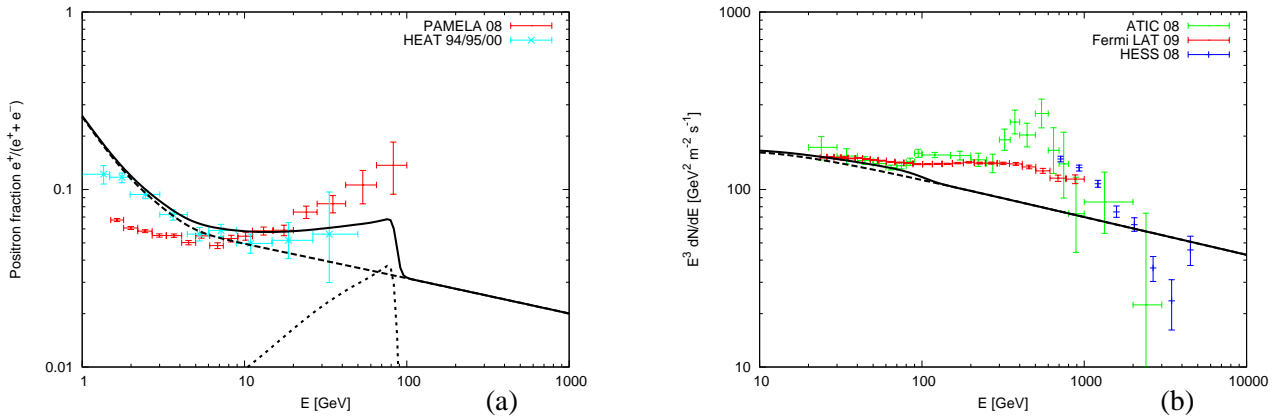 PAMELA 08
HEAT 94/95/00
Positron fraction e⁺/(e⁺+ e⁻)
1
0.1
0.01
1
10
100
1000
E [GeV]
(a)
ATIC 08
Fermi LAT 09
HESS 08
E³ dN/dE [GeV² m⁻² s⁻¹]
1000
100
10
10
100
1000
10000
E [GeV]
(b)